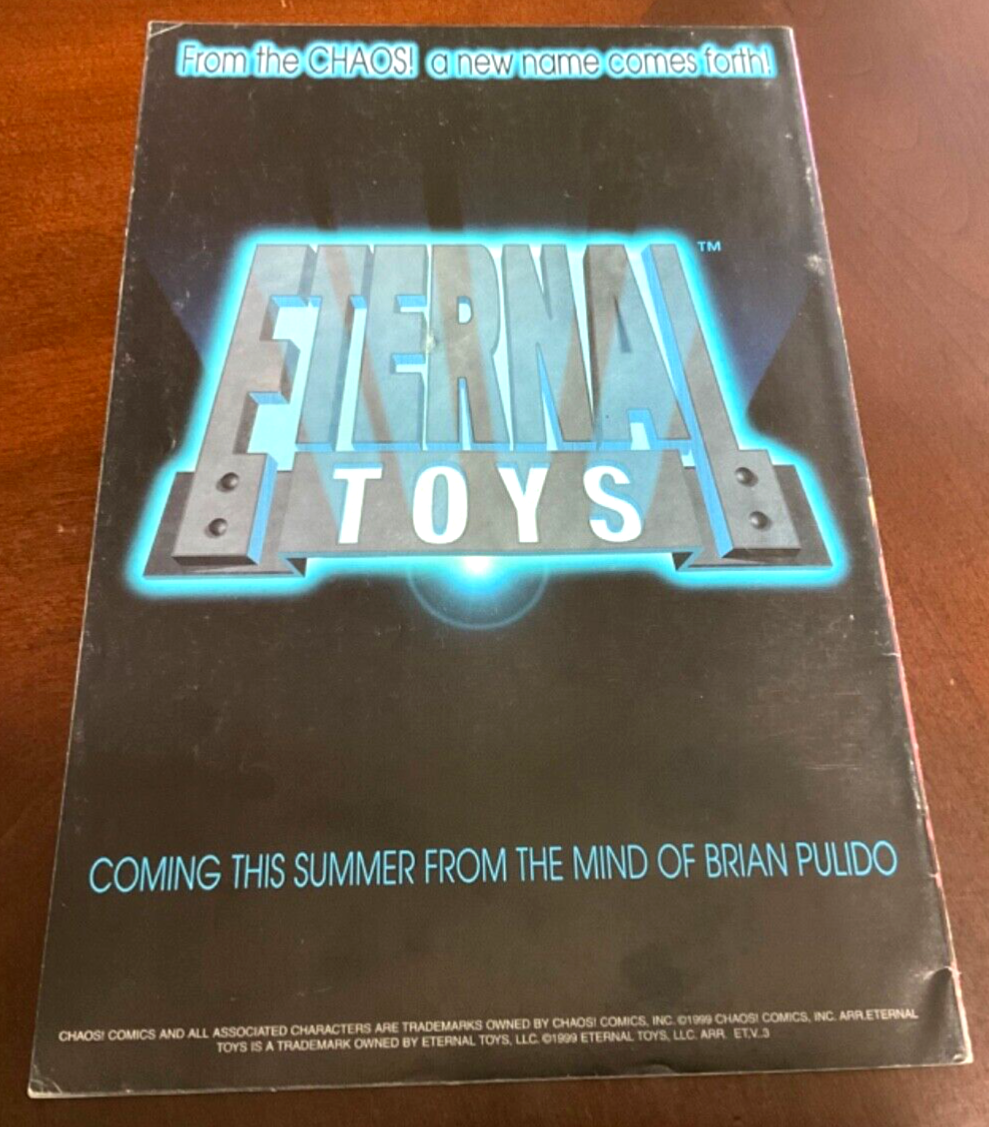 From the CHAOS! a new name comes forth!
ETERNAL
TM
TOYS
COMING THIS SUMMER FROM THE MIND OF BRIAN PULIDO
CHAOS! COMICS AND ALL ASSOCIATED CHARACTERS ARE TRADEMARKS OWNED BY CHAOS! COMICS, INC. ©1999 CHAOS! COMICS, INC. ARR.ETERNAL
TOYS IS A TRADEMARK OWNED BY ETERNAL TOYS, LLC. ©1999 ETERNAL TOYS, LLC. ARR. ET.V..3